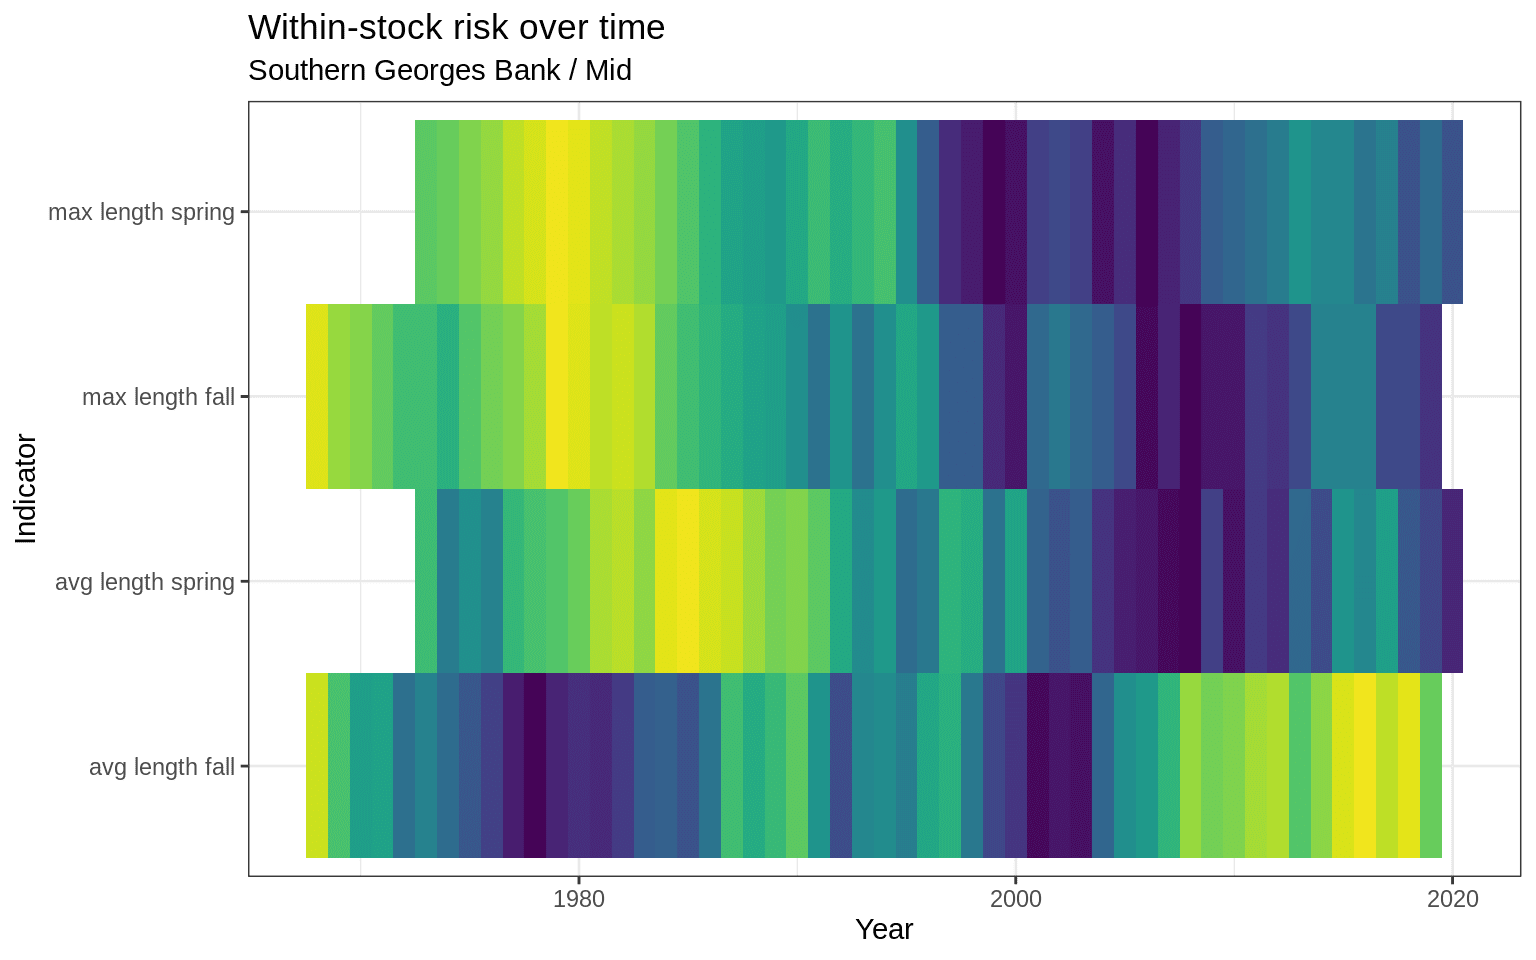 Within-stock risk over time
Southern Georges Bank / Mid
Indicator
max length spring
max length fall
avg length spring
avg length fall
1980
2000
2020
Year